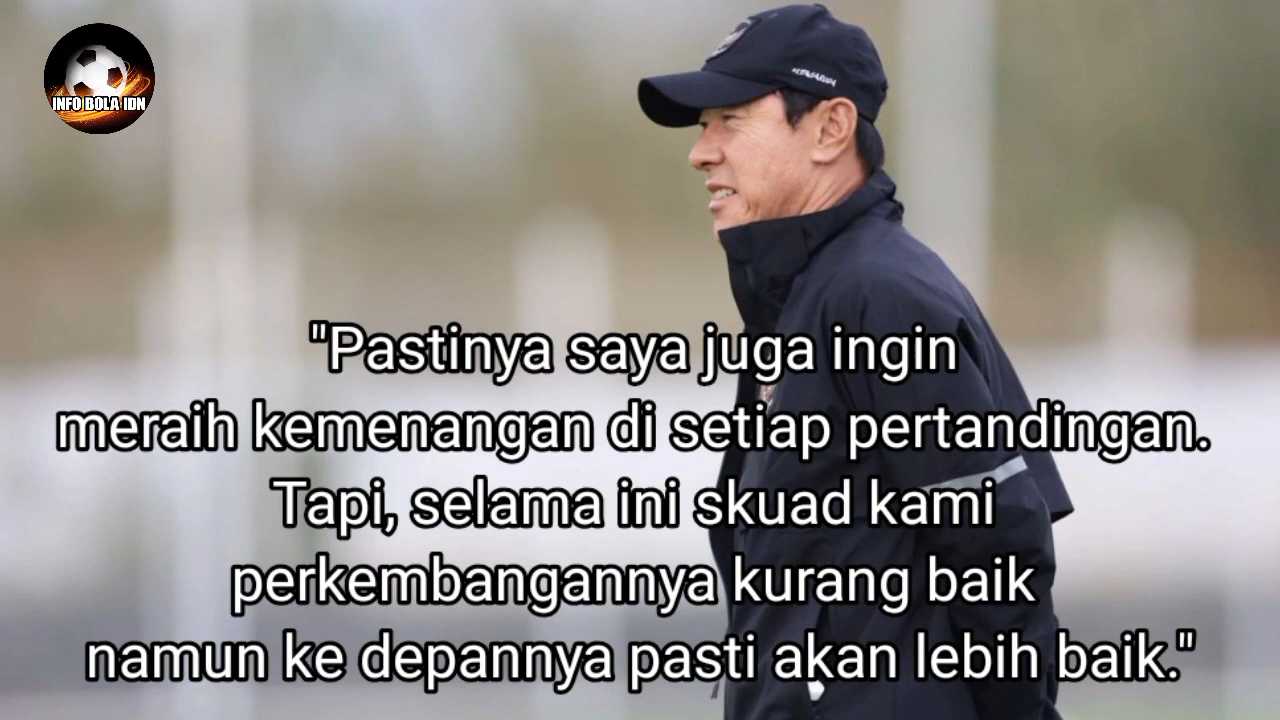 INFO BOLA IDN
"Pastinya saya juga ingin
meraih kemenangan di setiap pertandingan.
Tapi, selama ini skuad kami
perkembangannya kurang baik
namun ke depannya pasti akan lebih baik."